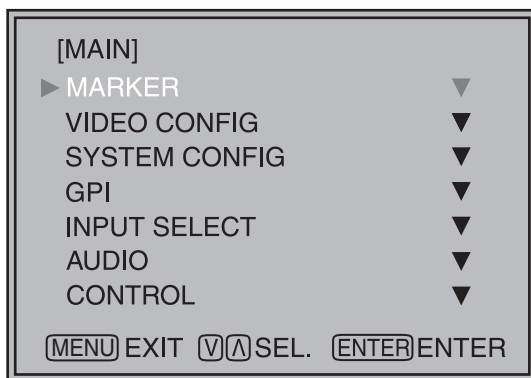 [MAIN]
▶ MARKER ▼
VIDEO CONFIG ▼
SYSTEM CONFIG ▼
GPI ▼
INPUT SELECT ▼
AUDIO ▼
CONTROL ▼
MENU EXIT V Λ SEL. ENTER ENTER